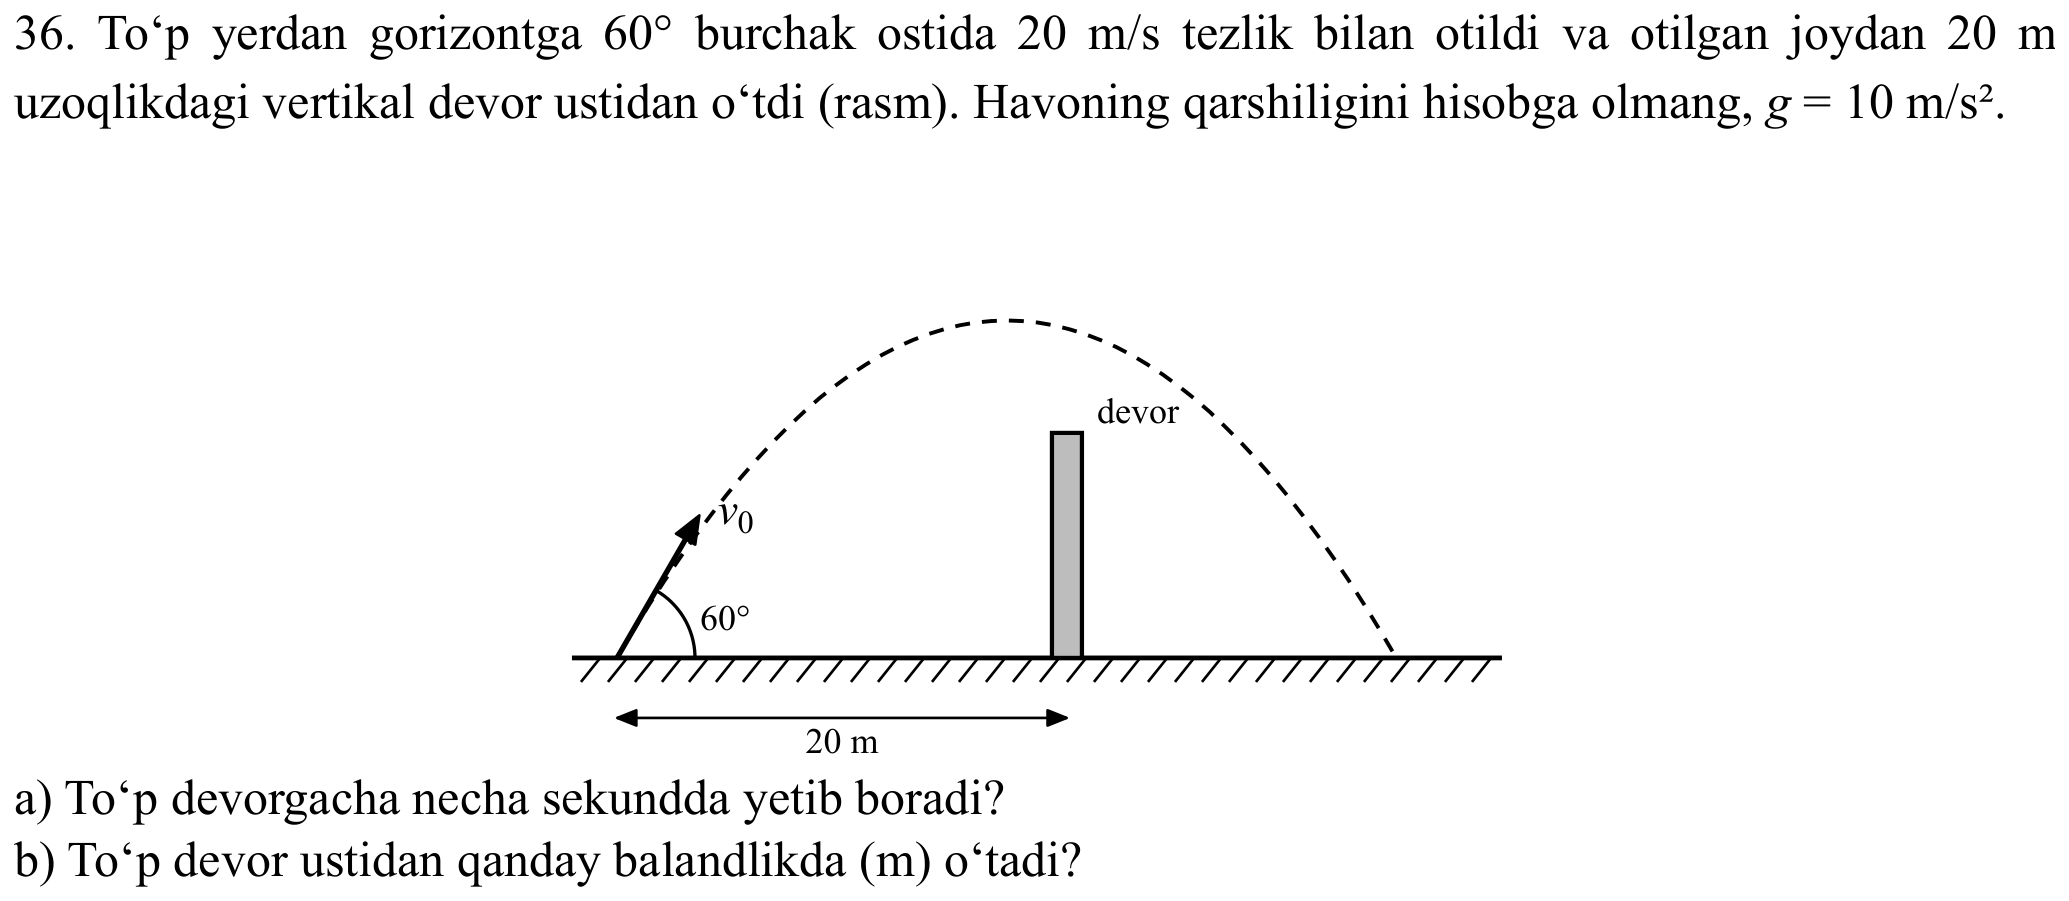 36. To‘p yerdan gorizontga 60° burchak ostida 20 m/s tezlik bilan otildi va otilgan joydan 20 m
uzoqlikdagi vertikal devor ustidan o‘tdi (rasm). Havoning qarshiligini hisobga olmang, g = 10 m/s².
devor
v₀
60°
20 m
a) To‘p devorgacha necha sekundda yetib boradi?
b) To‘p devor ustidan qanday balandlikda (m) o‘tadi?